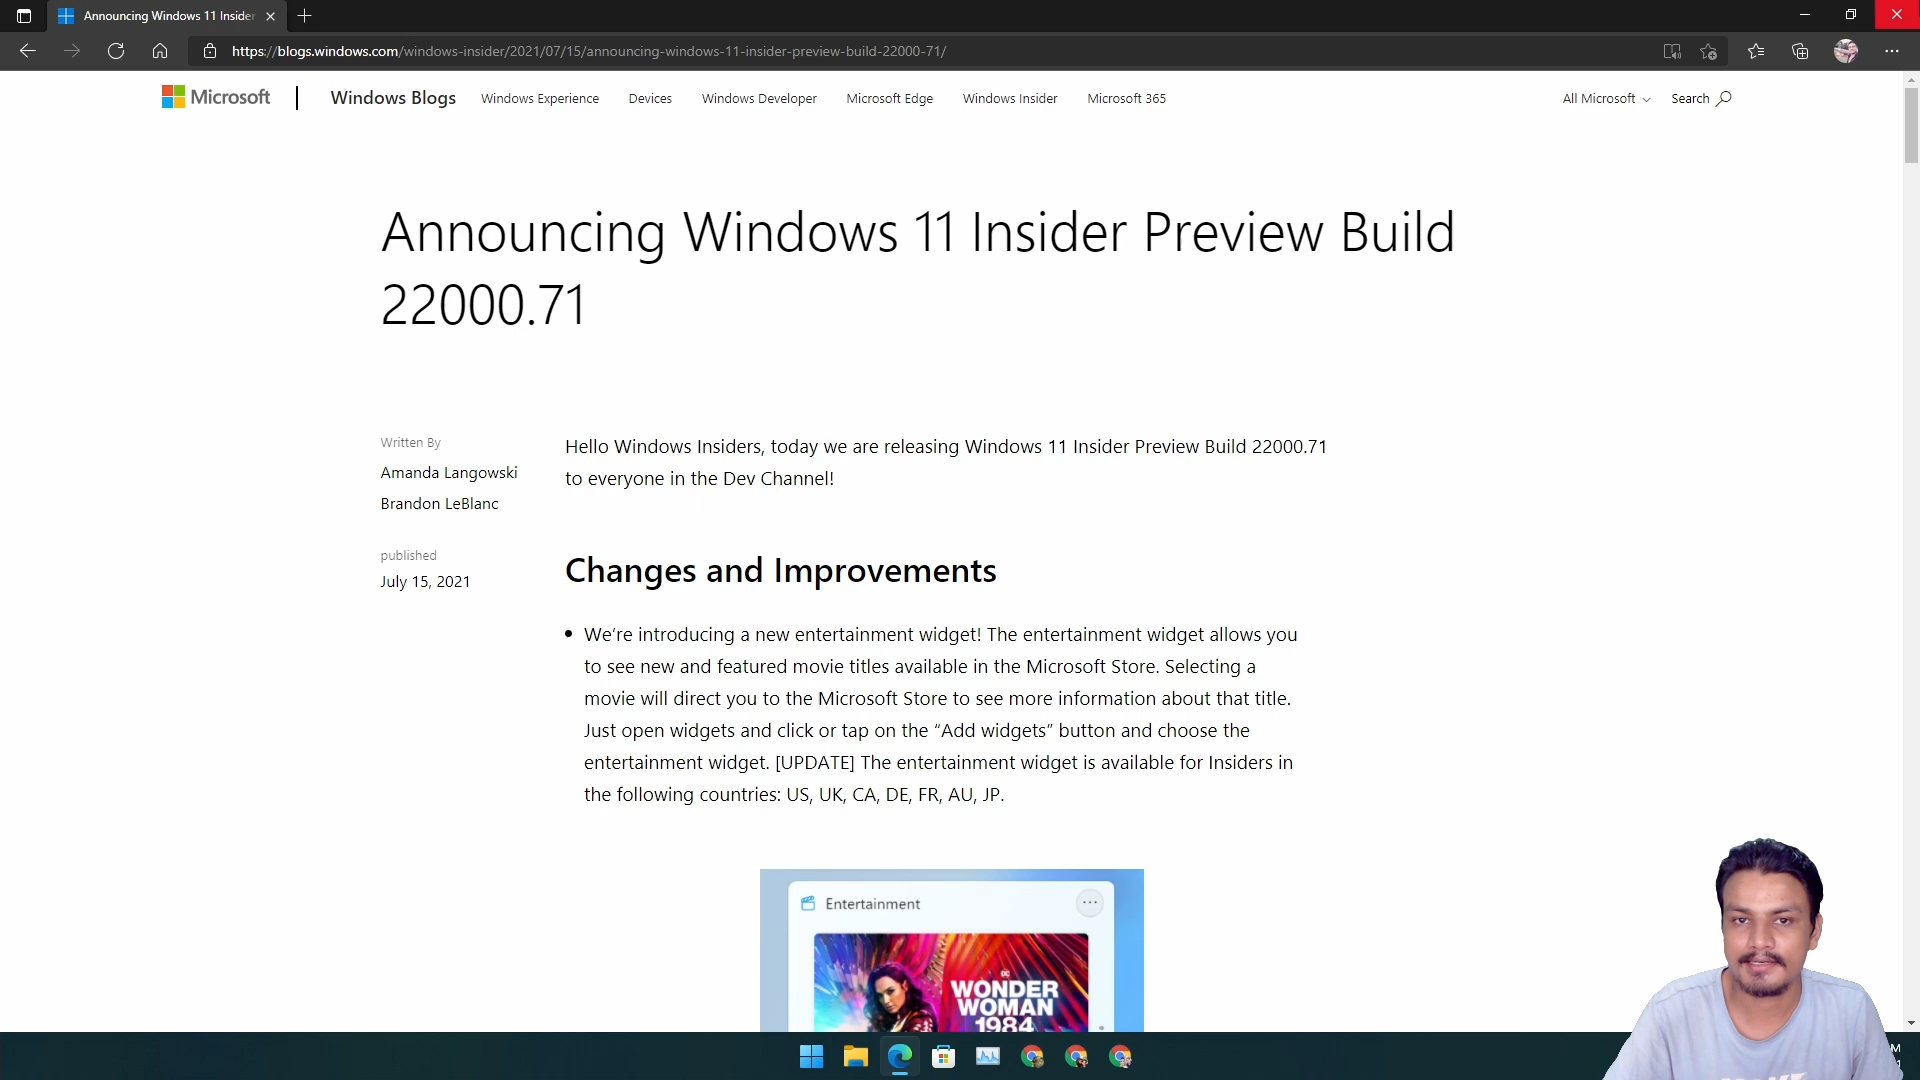 Announcing Windows 11 Insider
https://blogs.windows.com/windows-insider/2021/07/15/announcing-windows-11-insider-preview-build-22000-71/
Microsoft
Windows Blogs
Windows Experience
Devices
Windows Developer
Microsoft Edge
Windows Insider
Microsoft 365
All Microsoft
Search
Announcing Windows 11 Insider Preview Build
22000.71
Written By
Amanda Langowski
Brandon LeBlanc
published
July 15, 2021
Hello Windows Insiders, today we are releasing Windows 11 Insider Preview Build 22000.71
to everyone in the Dev Channel!
Changes and Improvements
• We’re introducing a new entertainment widget! The entertainment widget allows you
to see new and featured movie titles available in the Microsoft Store. Selecting a
movie will direct you to the Microsoft Store to see more information about that title.
Just open widgets and click or tap on the “Add widgets” button and choose the
entertainment widget. [UPDATE] The entertainment widget is available for Insiders in
the following countries: US, UK, CA, DE, FR, AU, JP.
Entertainment
DC
WONDER
WOMAN
1984